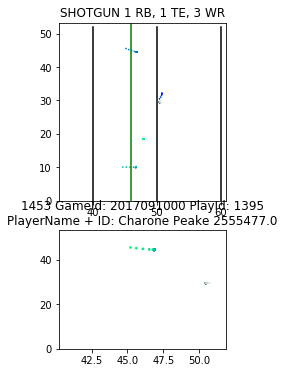 SHOTGUN 1 RB, 1 TE, 3 WR
50
40
30
20
10
0
40 50 60
1453 GameId: 2017091000 PlayId: 1395
PlayerName + ID: Charone Peake 2555477.0
40
20
0
42.5 45.0 47.5 50.0